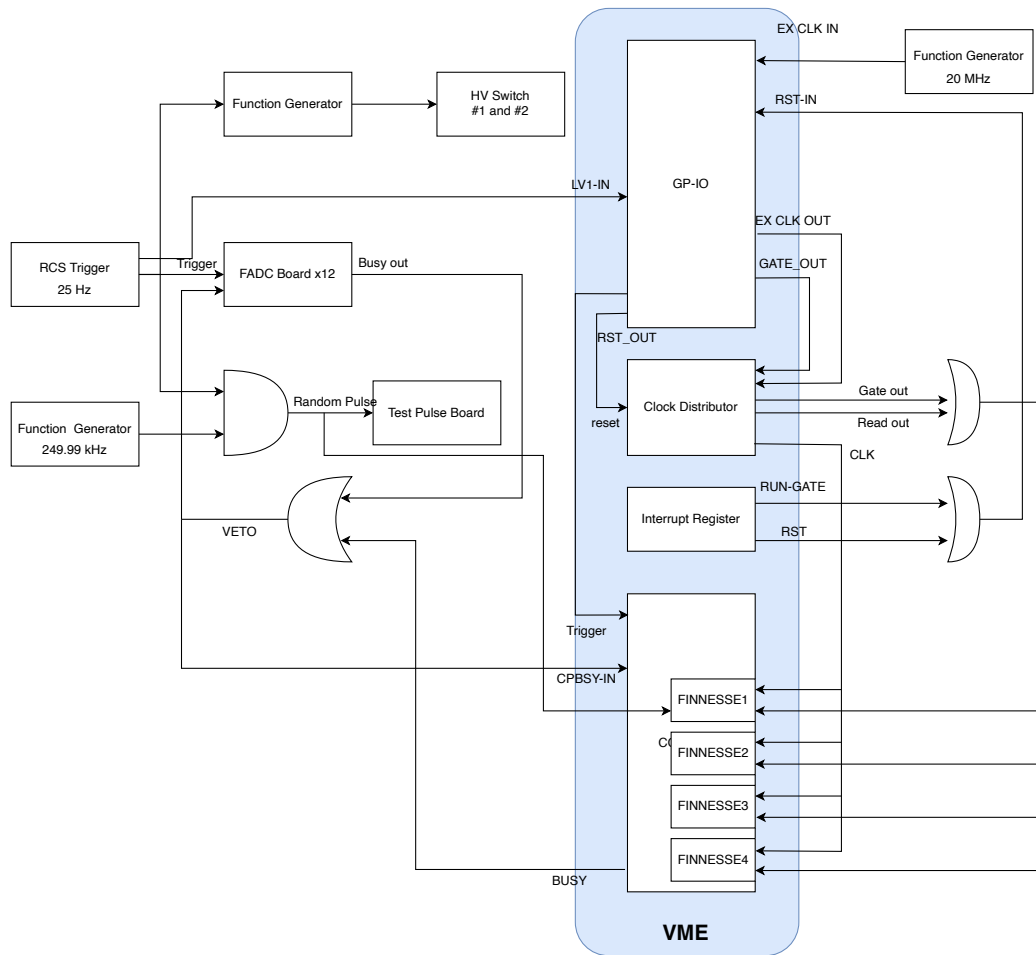 EX CLK IN
Function Generator
20 MHz
Function Generator
HV Switch
#1 and #2
RST-IN
GP-IO
LV1-IN
EX CLK OUT
RCS Trigger
25 Hz
Trigger
FADC Board x12
Busy out
GATE_OUT
RST_OUT
Random Pulse
Test Pulse Board
reset
Clock Distributor
Gate out
Read out
Function Generator
249.99 kHz
CLK
RUN-GATE
VETO
Interrupt Register
RST
Trigger
CPBSY-IN
FINNESSE1
FINNESSE2
FINNESSE3
FINNESSE4
BUSY
VME